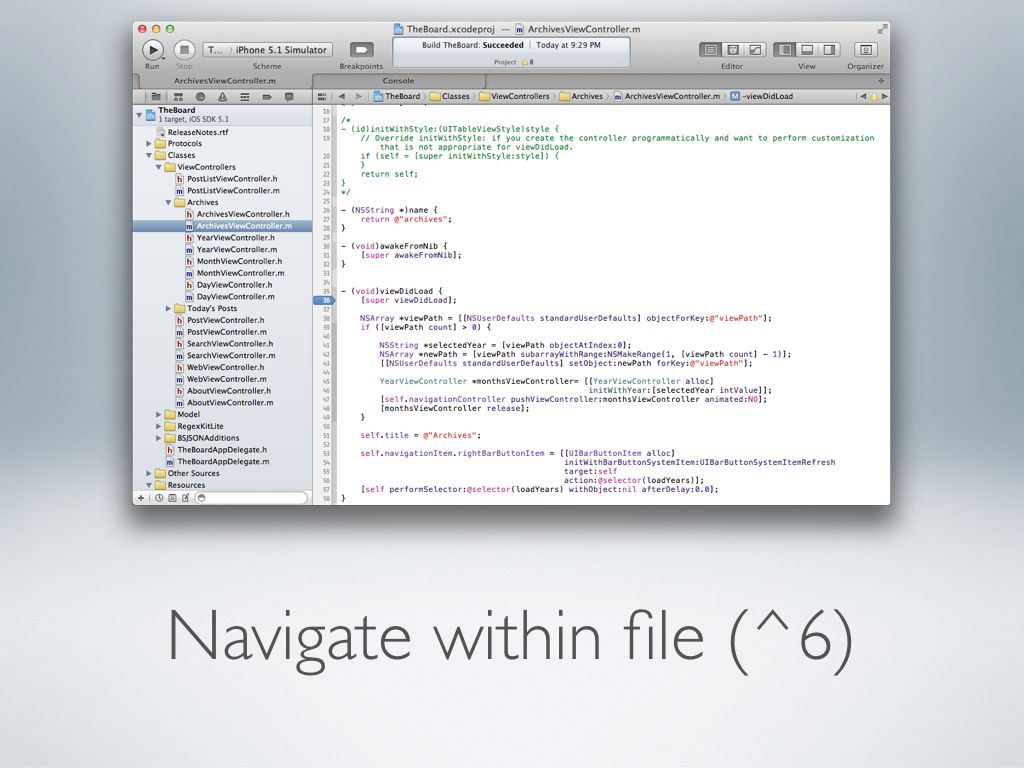 TheBoard.xcodeproj — ArchivesViewController.m
T... iPhone 5.1 Simulator
Build TheBoard: Succeeded | Today at 9:29 PM
Project 8
Run Stop Scheme Breakpoints Editor View Organizer
ArchivesViewController.m Console
TheBoard Classes ViewControllers Archives ArchivesViewController.m M -viewDidLoad
TheBoard
1 target, iOS SDK 5.1
ReleaseNotes.rtf
Protocols
Classes
ViewControllers
h PostListViewController.h
m PostListViewController.m
Archives
h ArchivesViewController.h
m ArchivesViewController.m
h YearViewController.h
m YearViewController.m
h MonthViewController.h
m MonthViewController.m
h DayViewController.h
m DayViewController.m
Today's Posts
h PostViewController.h
m PostViewController.m
h SearchViewController.h
m SearchViewController.m
h WebViewController.h
m WebViewController.m
h AboutViewController.h
m AboutViewController.m
Model
RegexKitLite
BSJSONAdditions
h TheBoardAppDelegate.h
m TheBoardAppDelegate.m
Other Sources
Resources
16
17 /*
18 - (id)initWithStyle:(UITableViewStyle)style {
19 // Override initWithStyle: if you create the controller programmatically and want to perform customization
that is not appropriate for viewDidLoad.
20 if (self = [super initWithStyle:style]) {
21 }
22 return self;
23 }
24 */
25
26 - (NSString *)name {
27 return @"archives";
28 }
29
30 - (void)awakeFromNib {
31 [super awakeFromNib];
32 }
33
34
35 - (void)viewDidLoad {
36 [super viewDidLoad];
37
38 NSArray *viewPath = [[NSUserDefaults standardUserDefaults] objectForKey:@"viewPath"];
39 if ([viewPath count] > 0) {
40
41 NSString *selectedYear = [viewPath objectAtIndex:0];
42 NSArray *newPath = [viewPath subarrayWithRange:NSMakeRange(1, [viewPath count] - 1)];
43 [[NSUserDefaults standardUserDefaults] setObject:newPath forKey:@"viewPath"];
44
45 YearViewController *monthsViewController= [[YearViewController alloc]
46 initWithYear:[selectedYear intValue]];
47 [self.navigationController pushViewController:monthsViewController animated:NO];
48 [monthsViewController release];
49 }
50
51 self.title = @"Archives";
52
53 self.navigationItem.rightBarButtonItem = [[UIBarButtonItem alloc]
54 initWithBarButtonSystemItem:UIBarButtonSystemItemRefresh
55 target:self
56 action:@selector(loadYears)];
57 [self performSelector:@selector(loadYears) withObject:nil afterDelay:0.0];
58 }
Navigate within file (^6)